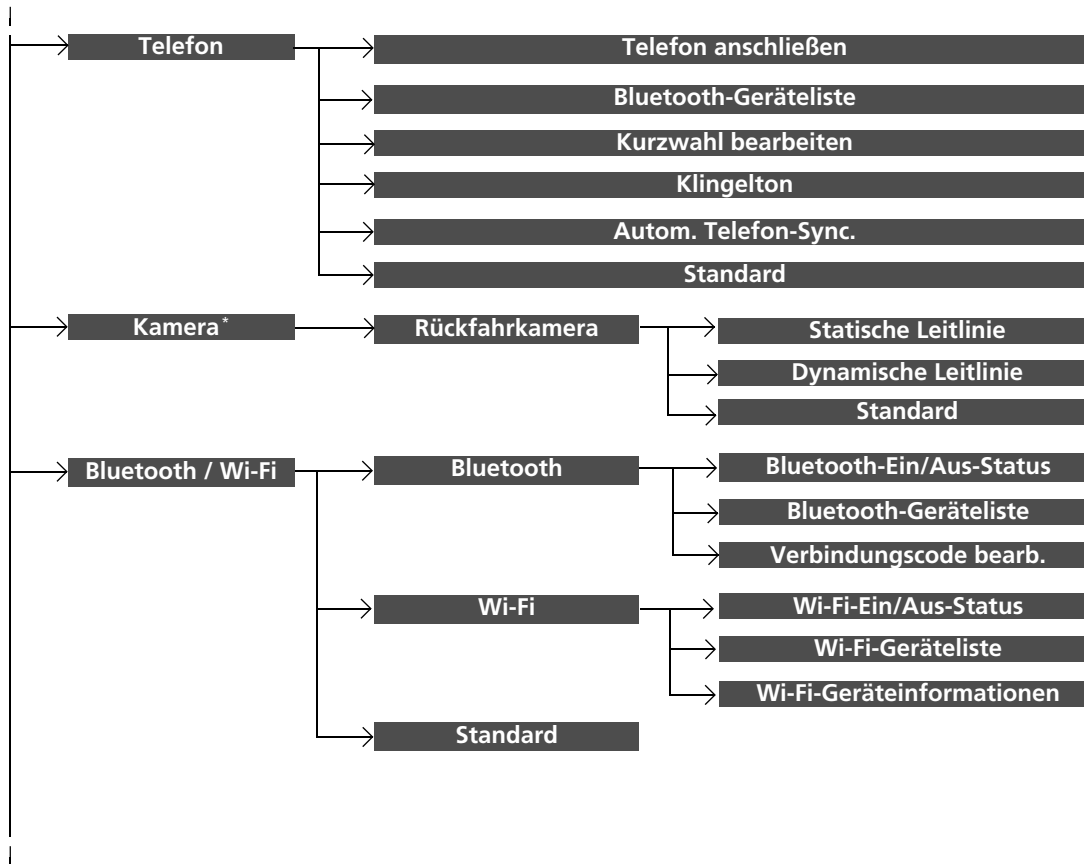 Telefon
Telefon anschließen
Bluetooth-Geräteliste
Kurzwahl bearbeiten
Klingelton
Autom. Telefon-Sync.
Standard
Kamera*
Rückfahrkamera
Statische Leitlinie
Dynamische Leitlinie
Standard
Bluetooth / Wi-Fi
Bluetooth
Bluetooth-Ein/Aus-Status
Bluetooth-Geräteliste
Verbindungscode bearb.
Wi-Fi
Wi-Fi-Ein/Aus-Status
Wi-Fi-Geräteliste
Wi-Fi-Geräteinformationen
Standard